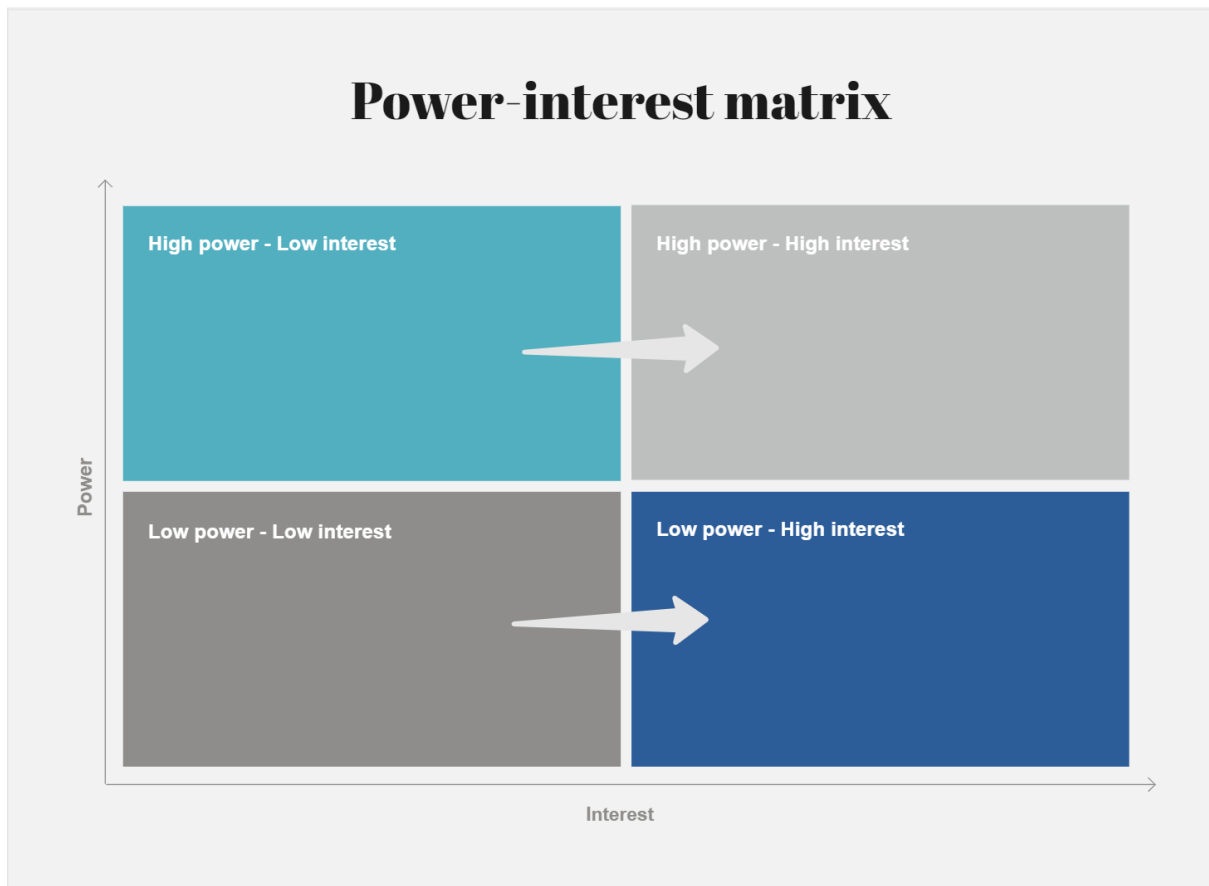 Power-interest matrix
High power - Low interest
High power - High interest
Power
Low power - Low interest
Low power - High interest
Interest